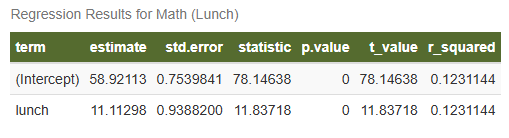 Regression Results for Math (Lunch)
term estimate std.error statistic p.value t_value r_squared
(Intercept) 58.92113 0.7539841 78.14638 0 78.14638 0.1231144
lunch 11.11298 0.9388200 11.83718 0 11.83718 0.1231144